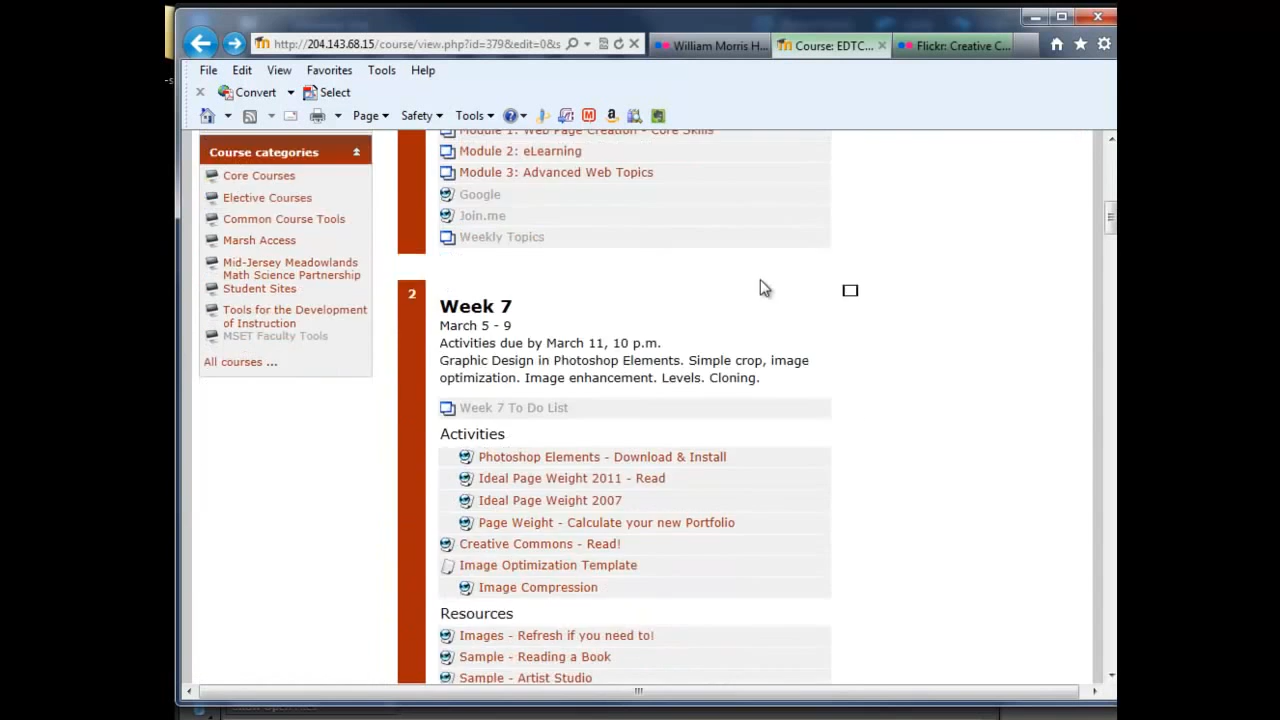 http://204.143.68.15/course/view.php?id=379&edit=0&s
William Morris H...
Course: EDTC...
Flickr: Creative C...
File Edit View Favorites Tools Help
Convert Select
Page Safety Tools
Course categories
Core Courses
Elective Courses
Common Course Tools
Marsh Access
Mid-Jersey Meadowlands
Math Science Partnership
Student Sites
Tools for the Development
of Instruction
MSET Faculty Tools
All courses ...
Module 1: Web Page Creation - Core Skills
Module 2: eLearning
Module 3: Advanced Web Topics
Google
Join.me
Weekly Topics
2
Week 7
March 5 - 9
Activities due by March 11, 10 p.m.
Graphic Design in Photoshop Elements. Simple crop, image
optimization. Image enhancement. Levels. Cloning.
Week 7 To Do List
Activities
Photoshop Elements - Download & Install
Ideal Page Weight 2011 - Read
Ideal Page Weight 2007
Page Weight - Calculate your new Portfolio
Creative Commons - Read!
Image Optimization Template
Image Compression
Resources
Images - Refresh if you need to!
Sample - Reading a Book
Sample - Artist Studio